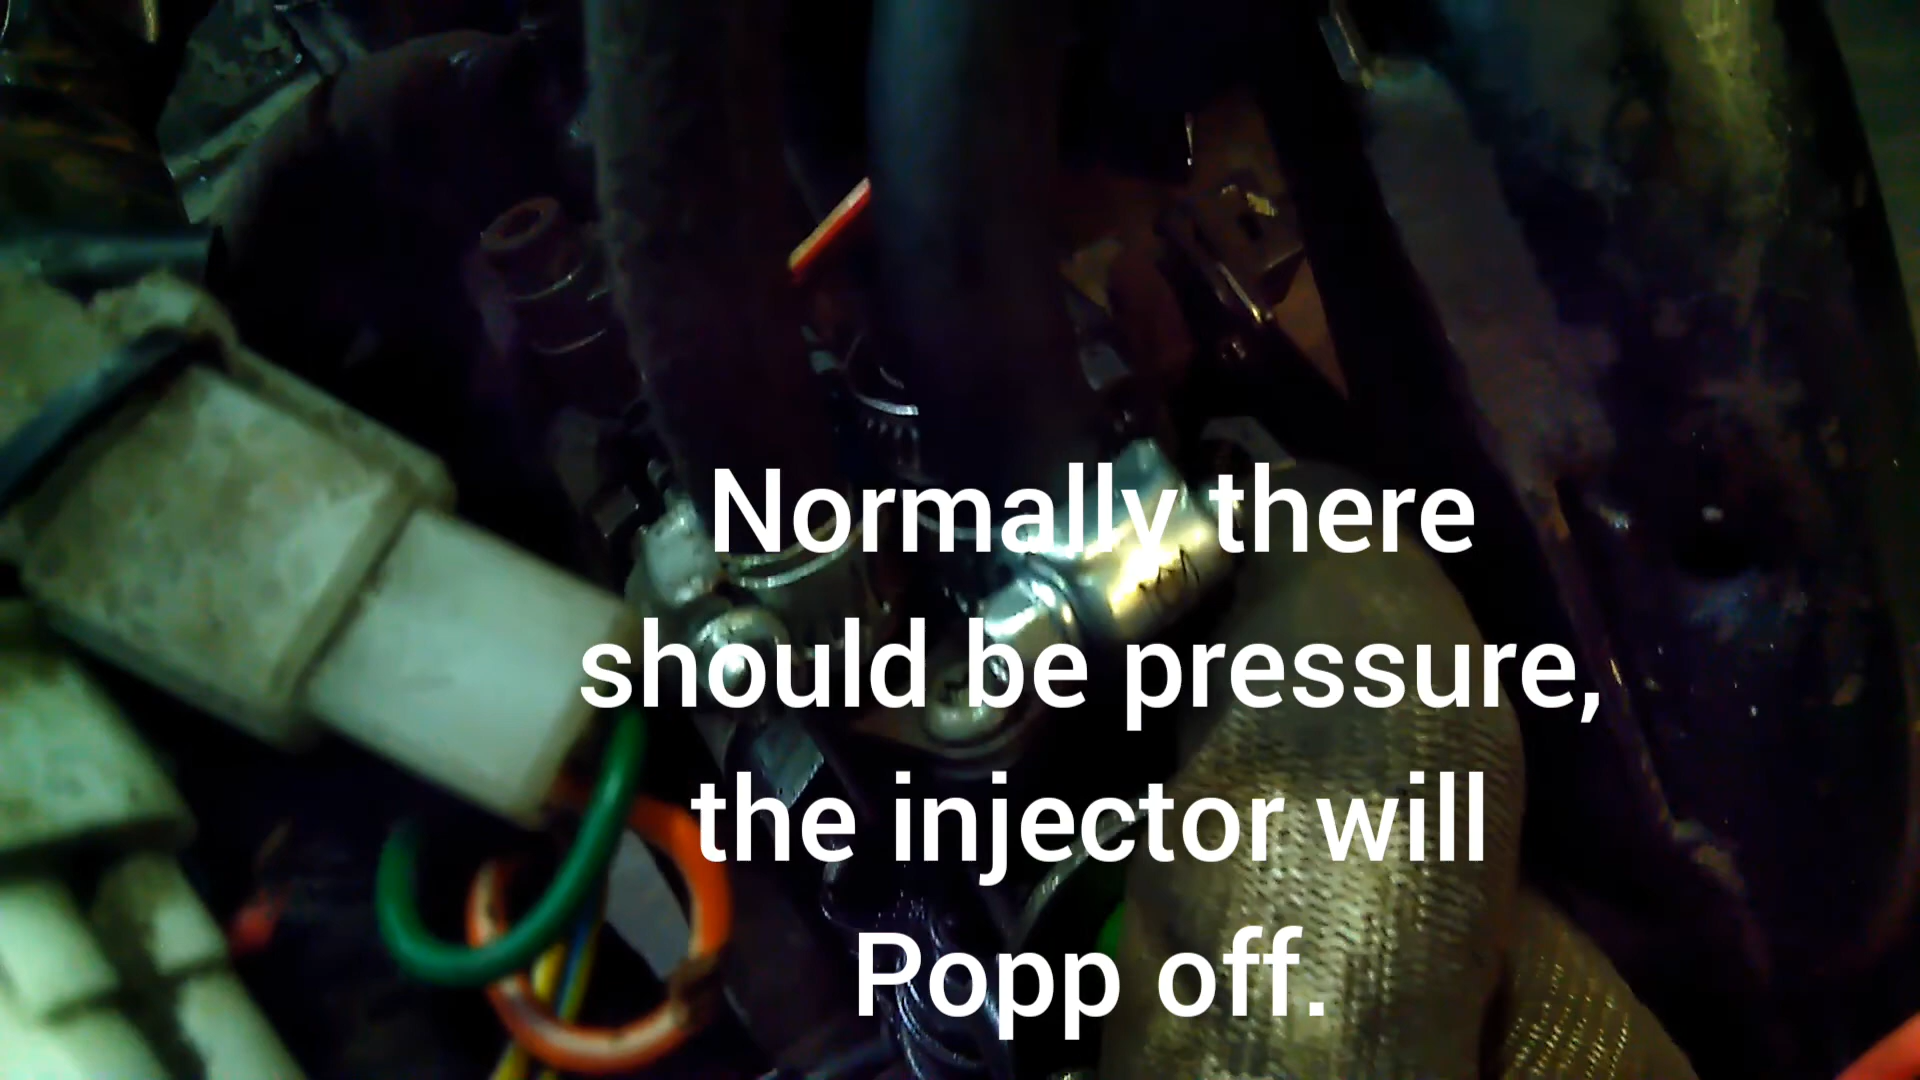 Normally there
should be pressure,
the injector will
Popp off.